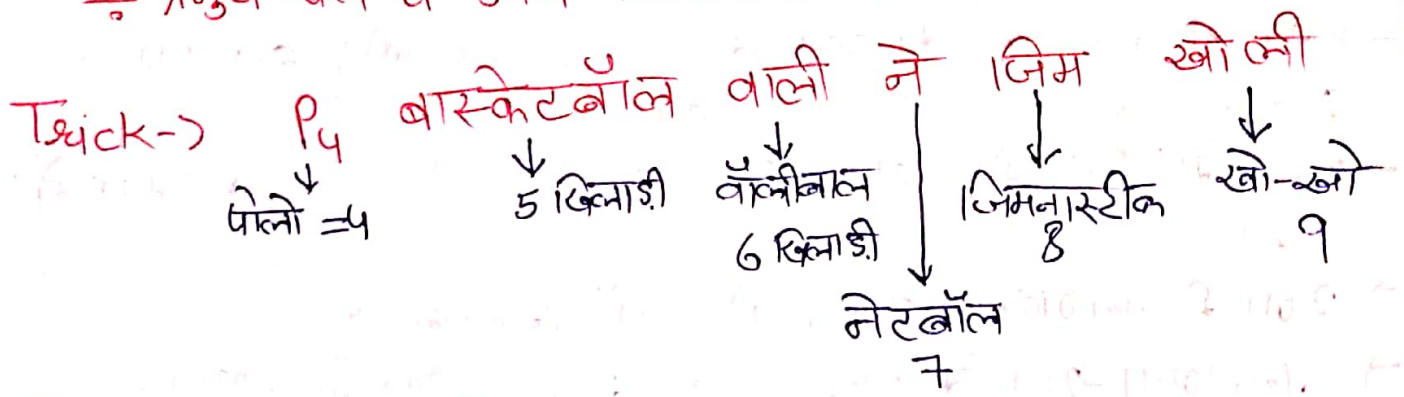 Trick-> P4 बास्केटबॉल वाली ने जिम खोली
पोलो =4 5 खिलाड़ी वॉलीबाल जिमनास्टीक खो-खो
6 खिलाड़ी 8 9
नेटबॉल
7